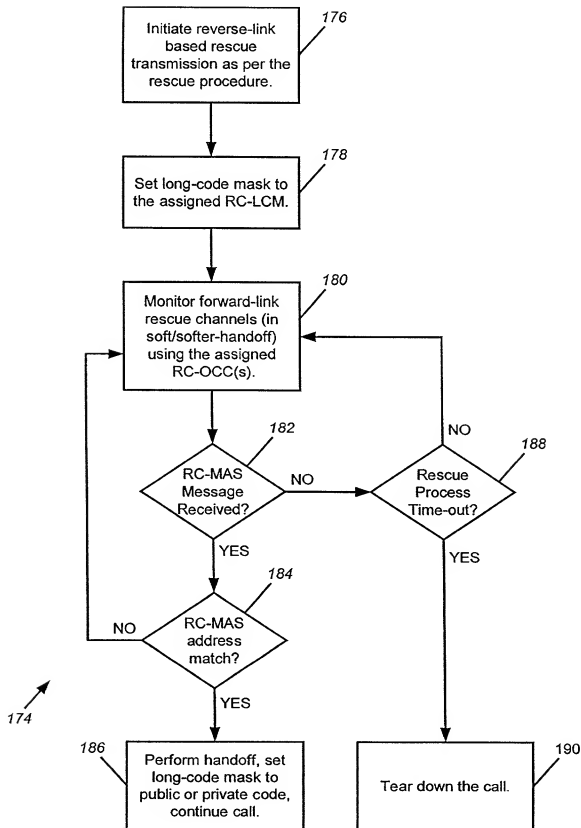 176
Initiate reverse-link
based rescue
transmission as per the
rescue procedure.
178
Set long-code mask to
the assigned RC-LCM.
180
Monitor forward-link
rescue channels (in
soft/softer-handoff)
using the assigned
RC-OCC(s).
182
RC-MAS
Message
Received?
NO
YES
188
Rescue
Process
Time-out?
NO
YES
184
RC-MAS
address
match?
NO
YES
174
186
Perform handoff, set
long-code mask to
public or private code,
continue call.
190
Tear down the call.